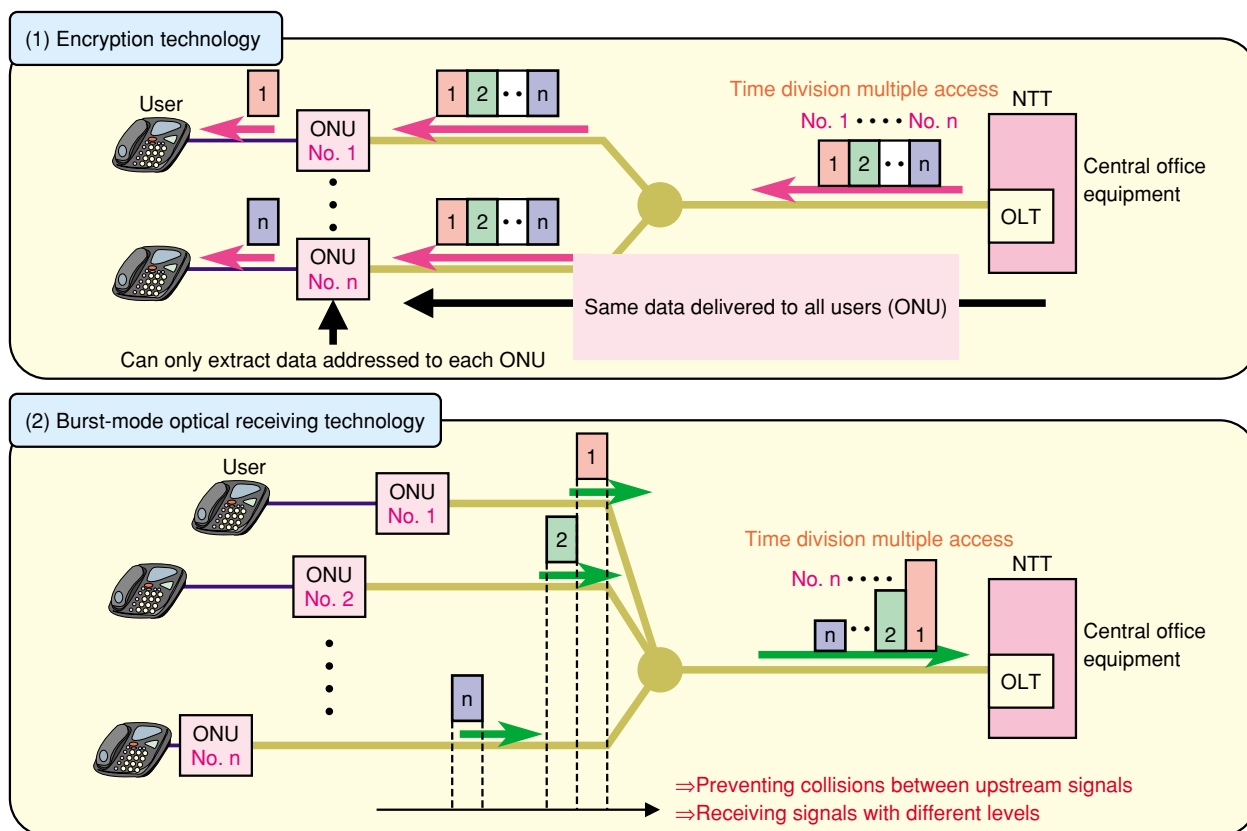 (1) Encryption technology
User
1
ONU
No. 1
1 2 ・・ n
Time division multiple access
No. 1 ・・・・ No. n
1 2 ・・ n
NTT
Central office
equipment
OLT
n
ONU
No. n
1 2 ・・ n
Same data delivered to all users (ONU)
Can only extract data addressed to each ONU
(2) Burst-mode optical receiving technology
User
ONU
No. 1
1
ONU
No. 2
2
ONU
No. n
n
Time division multiple access
No. n ・・・・
n ・・ 2 1
NTT
Central office
equipment
OLT
⇒Preventing collisions between upstream signals
⇒Receiving signals with different levels